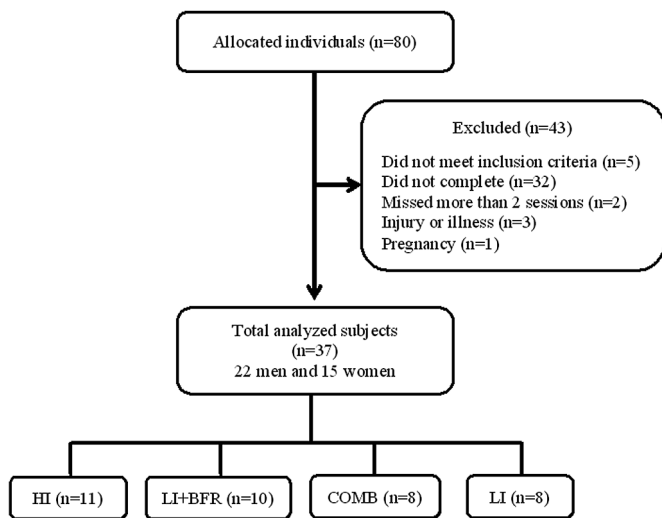 Allocated individuals (n=80)
Excluded (n=43)
Did not meet inclusion criteria (n=5)
Did not complete (n=32)
Missed more than 2 sessions (n=2)
Injury or illness (n=3)
Pregnancy (n=1)
Total analyzed subjects
(n=37)
22 men and 15 women
HI (n=11)
LI+BFR (n=10)
COMB (n=8)
LI (n=8)